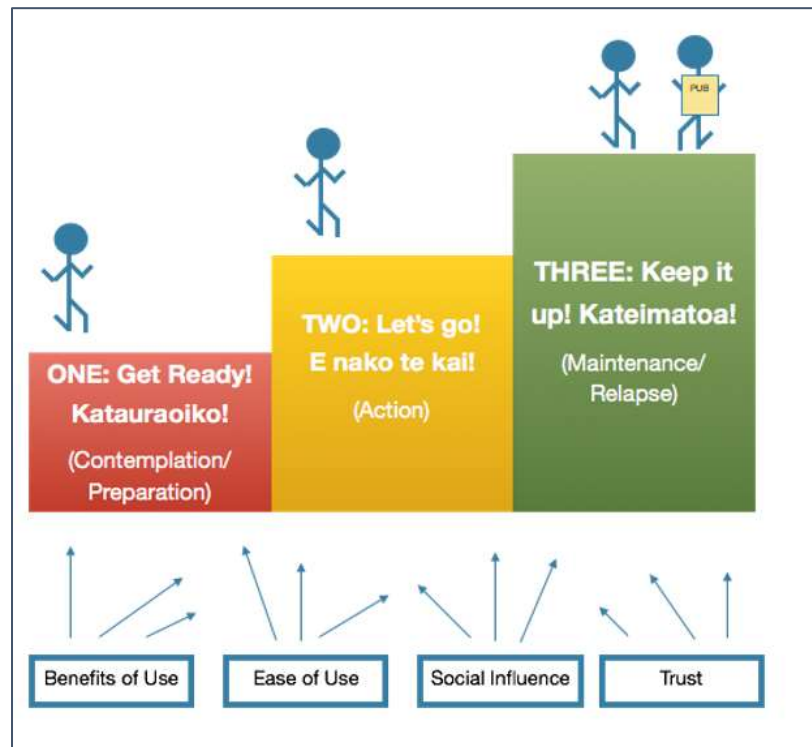 PUB
ONE: Get Ready!
Katauraoiko!
(Contemplation/
Preparation)
TWO: Let's go!
E nako te kai!
(Action)
THREE: Keep it
up! Kateimatoa!
(Maintenance/
Relapse)
Benefits of Use
Ease of Use
Social Influence
Trust